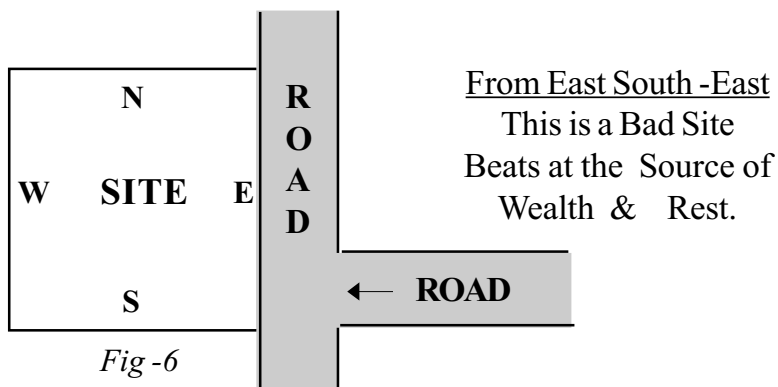 N
W SITE E
S
Fig -6
ROAD
ROAD
From East South -East
This is a Bad Site
Beats at the Source of
Wealth & Rest.